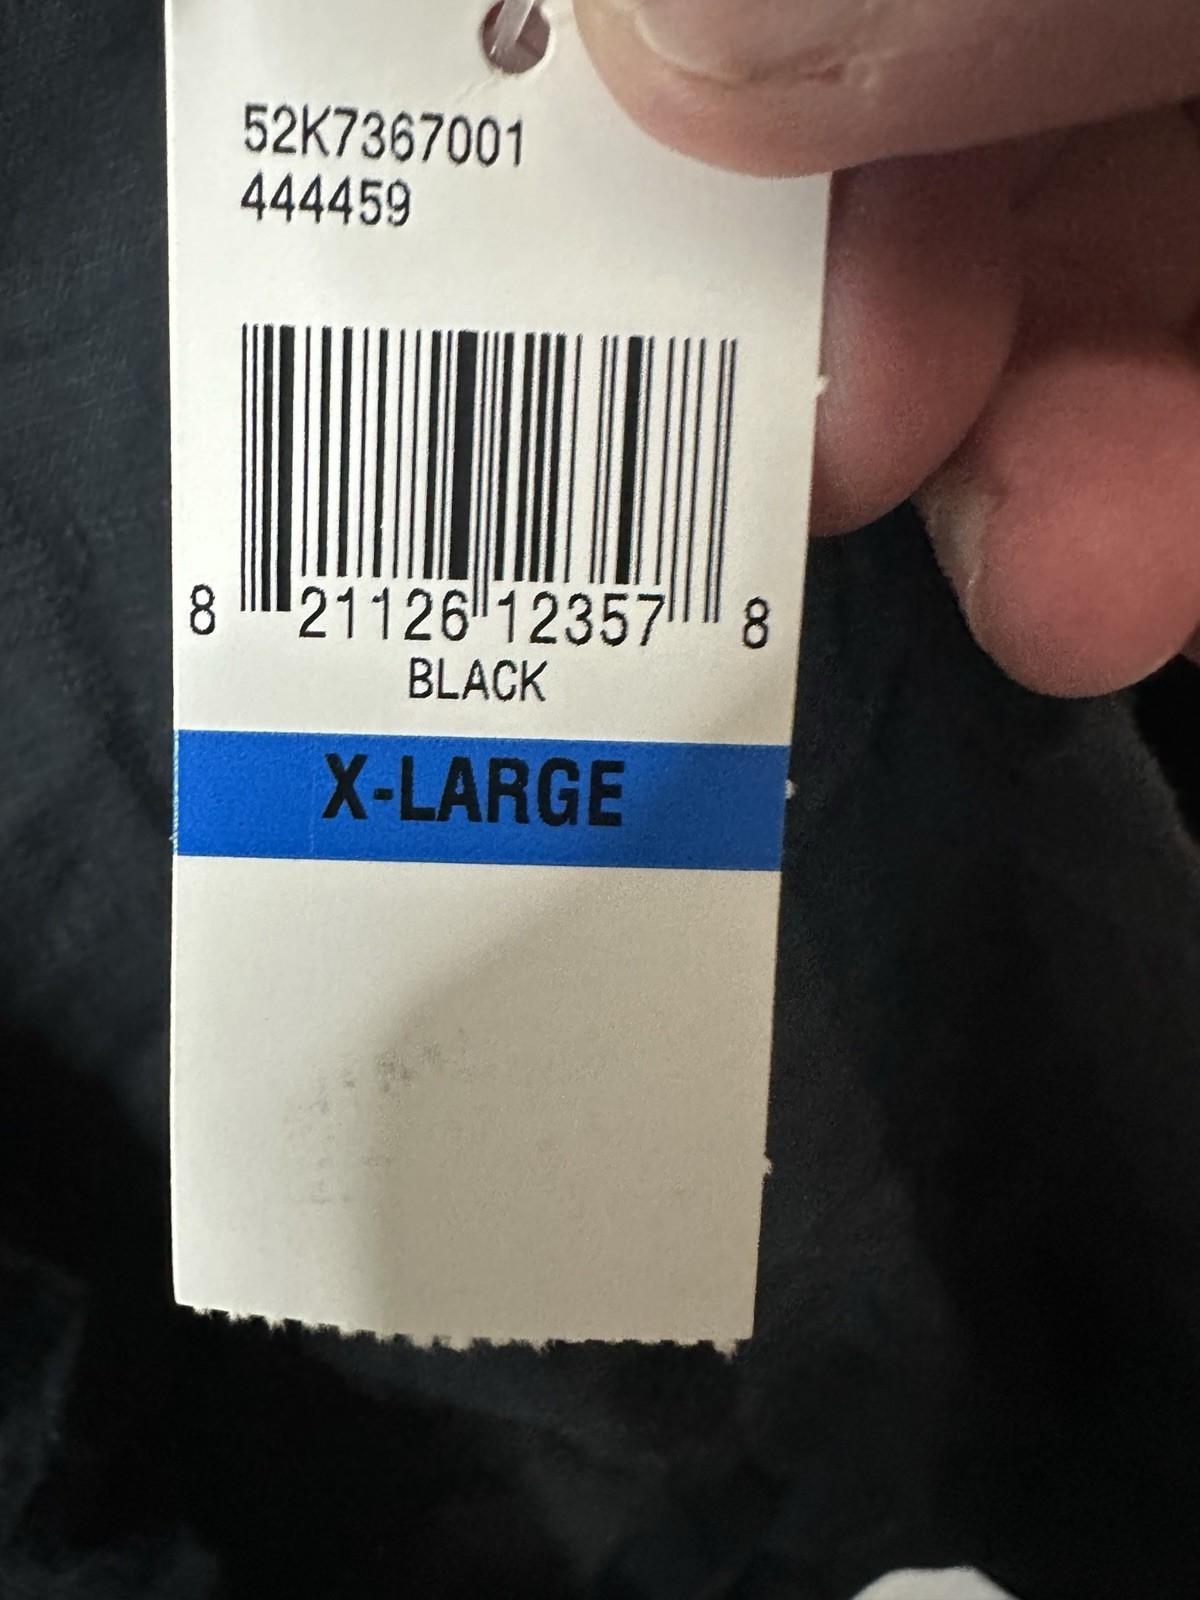 52K7367001
444459
8 21126 12357 8
BLACK
X-LARGE